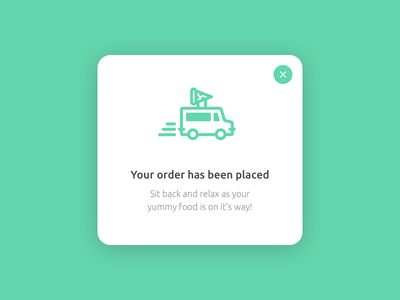 Your order has been placed
Sit back and relax as your
yummy food is on it's way!